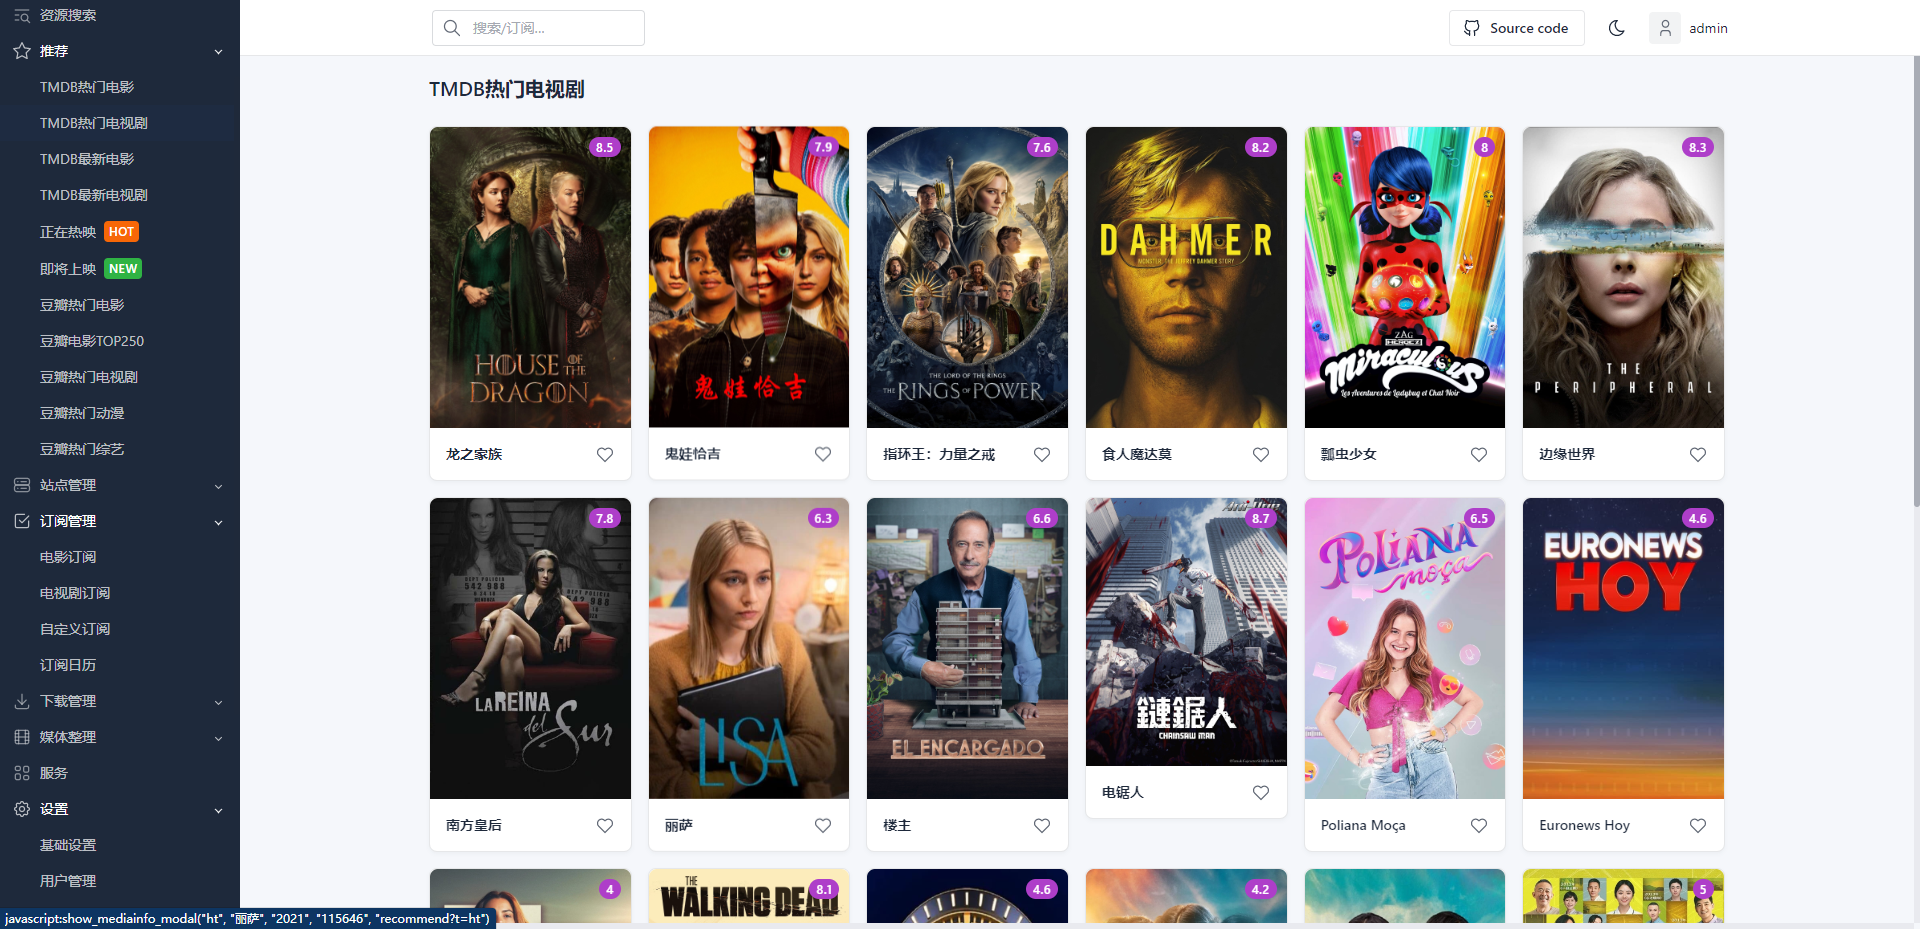 资源搜索
推荐
TMDB热门电影
TMDB热门电视剧
TMDB最新电影
TMDB最新电视剧
正在热映 HOT
即将上映 NEW
豆瓣热门电影
豆瓣电影TOP250
豆瓣热门电视剧
豆瓣热门动漫
豆瓣热门综艺
站点管理
订阅管理
电影订阅
电视剧订阅
自定义订阅
订阅日历
下载管理
媒体整理
服务
设置
基础设置
用户管理
javascript:show_mediainfo_modal("ht", "丽萨", "2021", "115646", "recommend?t=ht")
搜索/订阅...
Source code
admin
TMDB热门电视剧
8.5
HOUSE OF THE DRAGON
龙之家族
7.9
鬼娃恰吉
鬼娃恰吉
7.6
THE LORD OF THE RINGS
THE RINGS OF POWER
指环王：力量之戒
8.2
DAHMER
MONSTER: THE JEFFREY DAHMER STORY
食人魔达莫
8
ZAG
HEROEZ
Miraculous
Les Aventures de Ladybug et Chat Noir
瓢虫少女
8.3
THE
PERIPHERAL
边缘世界
7.8
LA REINA
del Sur
南方皇后
6.3
LISA
丽萨
6.6
EL ENCARGADO
楼主
8.7
鏈鋸人
CHAINSAW MAN
电锯人
6.5
POLIANA
moça
Poliana Moça
4.6
EURONEWS
HOY
Euronews Hoy
4
8.1
THE
WALKING DEAD
4.6
4.2
5